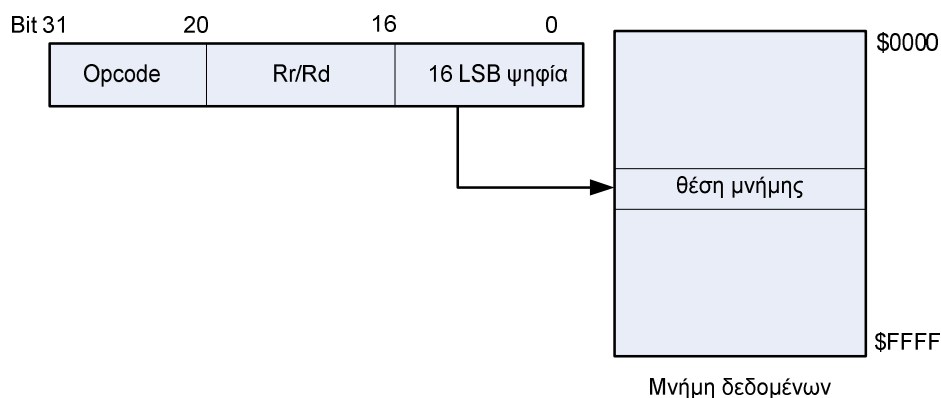 Bit 31 20 16 0
Opcode Rr/Rd 16 LSB ψηφία
$0000
θέση μνήμης
$FFFF
Μνήμη δεδομένων